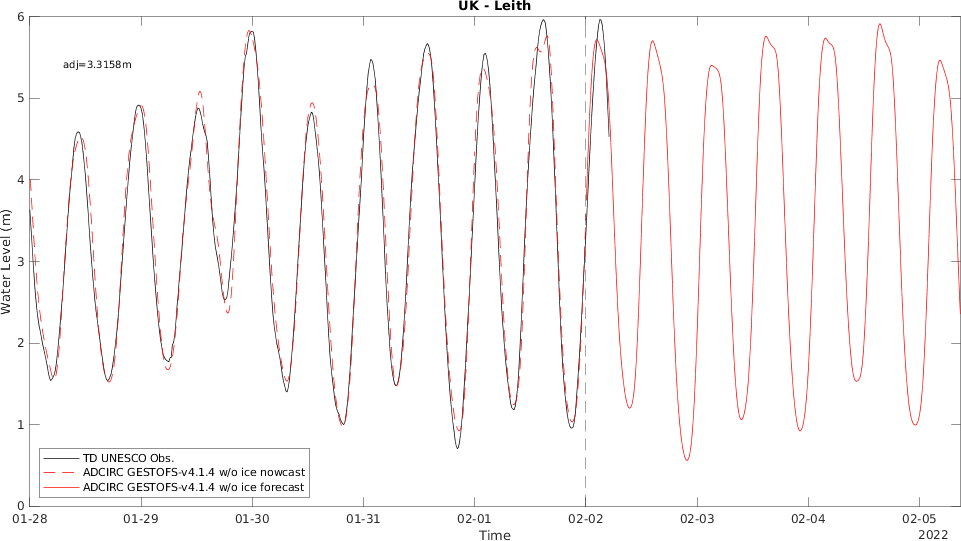 UK - Leith
6
adj=3.3158m
5
4
3
2
1
0
Water Level (m)
TD UNESCO Obs.
ADCIRC GESTOFS-v4.1.4 w/o ice nowcast
ADCIRC GESTOFS-v4.1.4 w/o ice forecast
01-28 01-29 01-30 01-31 02-01 02-02 02-03 02-04 02-05
Time
2022